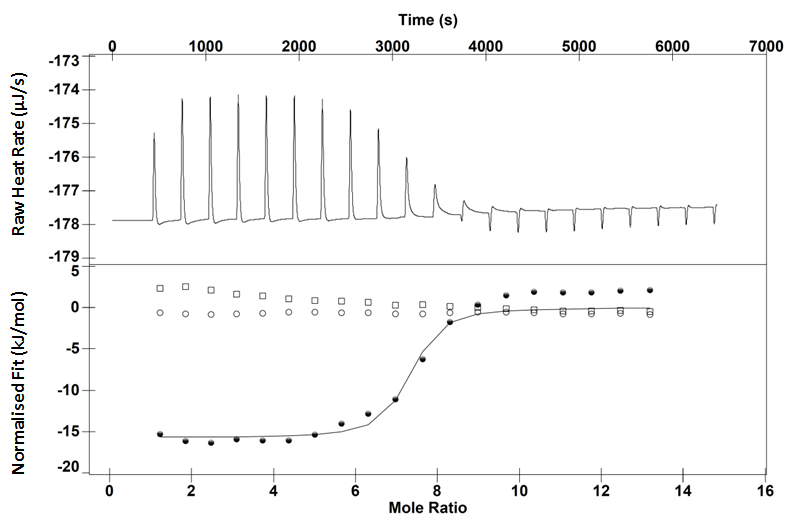 Time (s)
0 1000 2000 3000 4000 5000 6000 7000
Raw Heat Rate (µJ/s)
-173
-174
-175
-176
-177
-178
-179
Normalised Fit (kJ/mol)
5
0
-5
-10
-15
-20
0 2 4 6 8 10 12 14 16
Mole Ratio